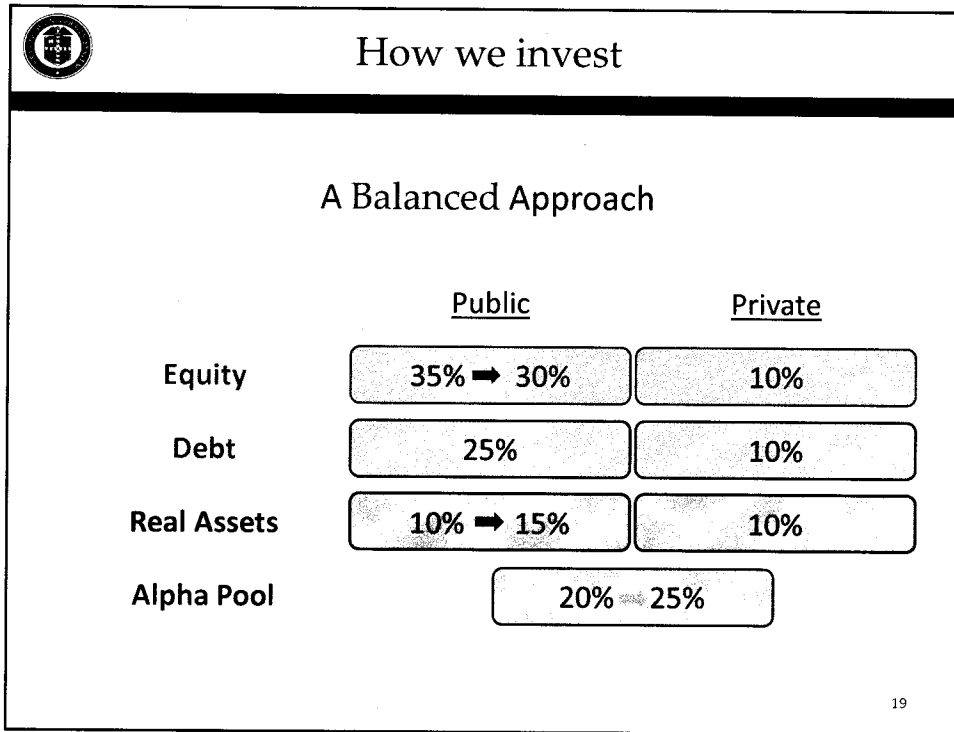 How we invest
A Balanced Approach
Public Private
Equity 35% ➡ 30% 10%
Debt 25% 10%
Real Assets 10% ➡ 15% 10%
Alpha Pool 20% ➡ 25%
19